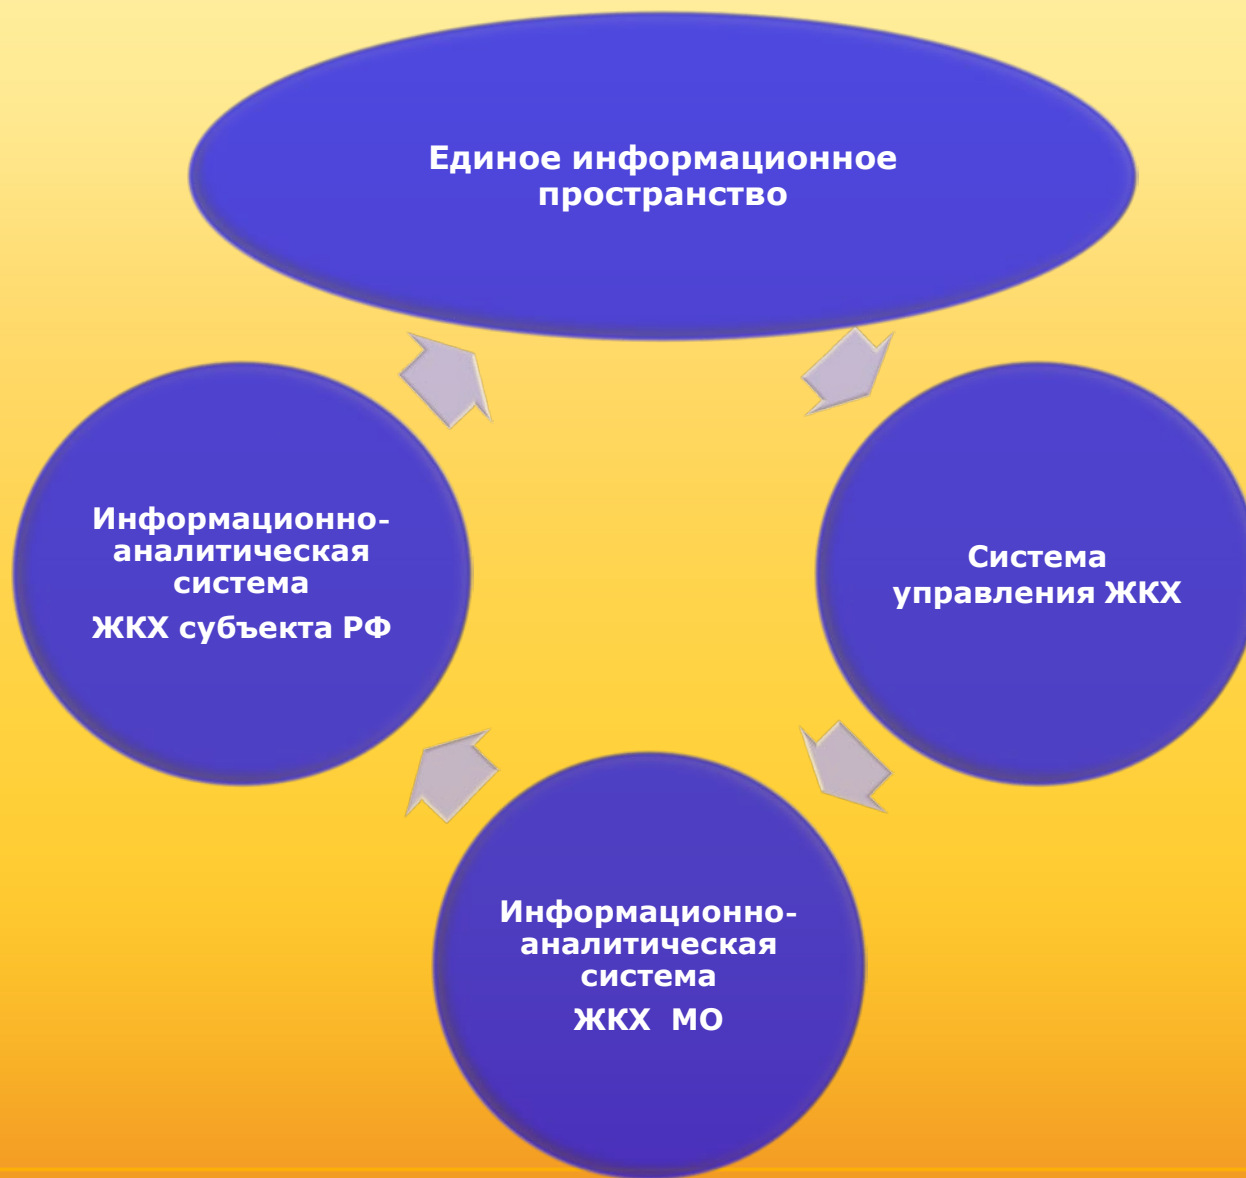 Единое информационное
пространство
Информационно-
аналитическая
система
ЖКХ субъекта РФ
Система
управления ЖКХ
Информационно-
аналитическая
система
ЖКХ  МО